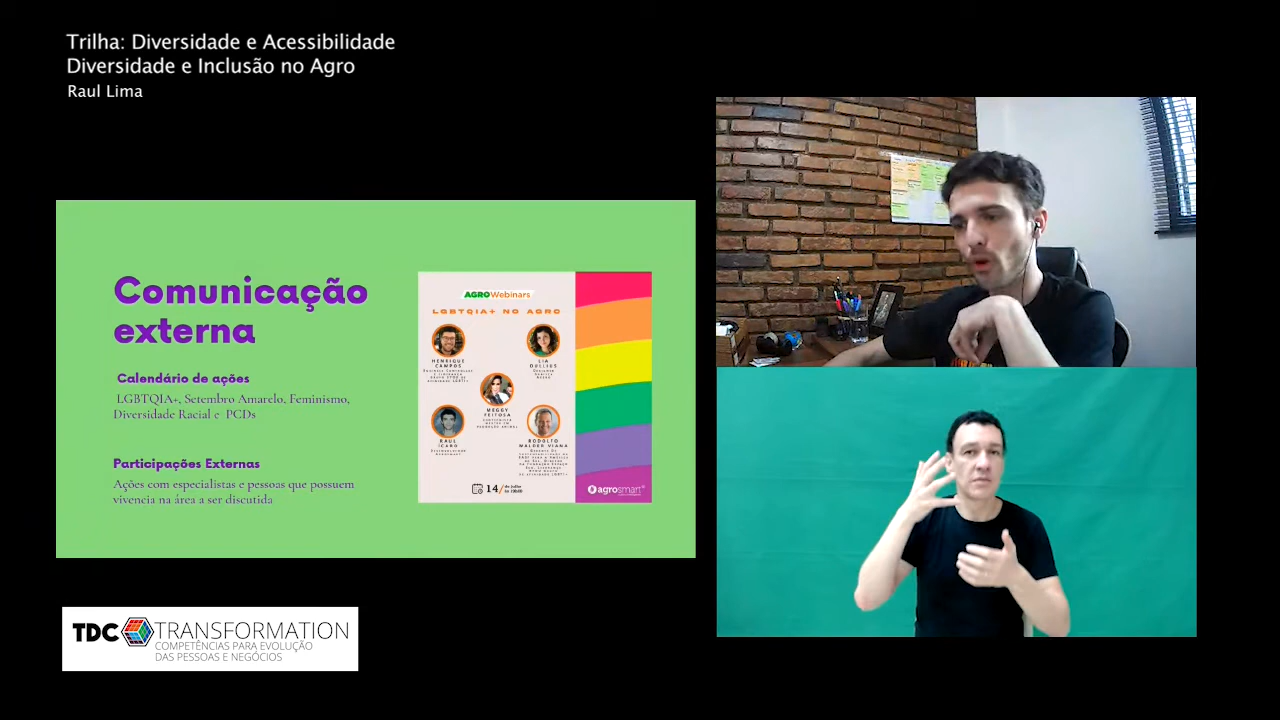 Trilha: Diversidade e Acessibilidade
Diversidade e Inclusão no Agro
Raul Lima
Comunicação
externa
Calendário de ações
LGBTQIA+, Setembro Amarelo, Feminismo,
Diversidade Racial e PCDs
Participações Externas
Ações com especialistas e pessoas que possuem
vivencia na área a ser discutida
AGROWebinars
LGBTQIA+ NO AGRO
HENRIQUE
CAMPOS
LIA
MEGGY
FEITOSA
RAUL
ICARO
RODOLFO
WALDER VIANA
14/
agrosmart
TDC TRANSFORMATION
COMPETÊNCIAS PARA EVOLUÇÃO
DAS PESSOAS E NEGÓCIOS